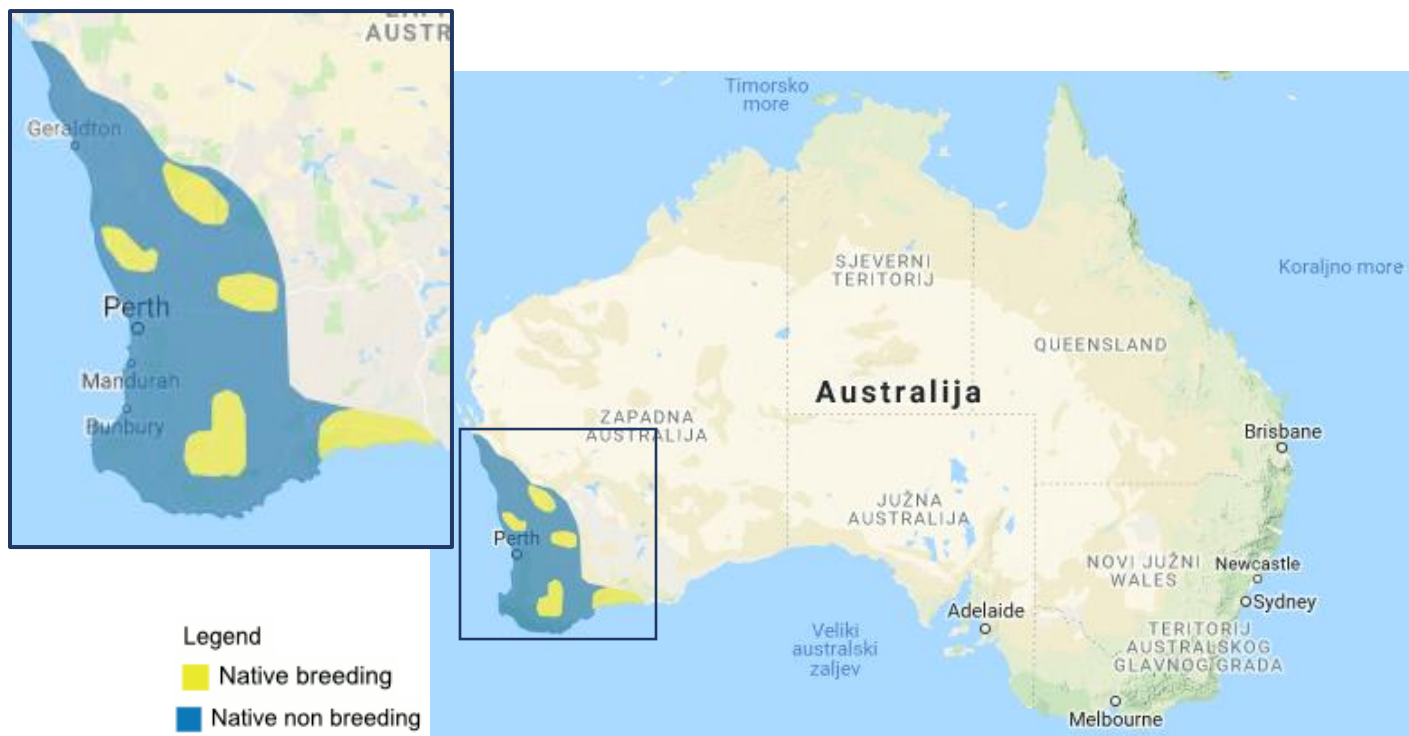 AUSTR
Geraldton
Perth
Mandurah
Bunbury
Legend
Native breeding
Native non breeding
Timorsko
more
SJEVERNI
TERITORIJ
Koraljno more
QUEENSLAND
Australija
ZAPADNA
AUSTRALIJA
Brisbane
JUŽNA
AUSTRALIJA
Perth
NOVI JUŽNI
WALES
Newcastle
Sydney
Adelaide
Veliki
australski
zaljev
TERITORIJ
AUSTRALSKOG
GLAVNOG GRADA
Melbourne